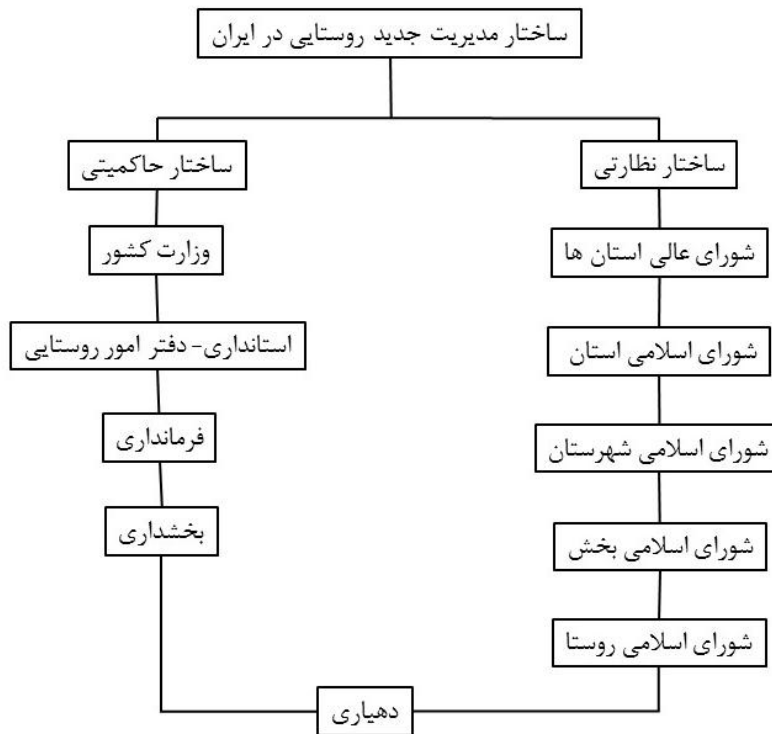 ساختار مدیریت جدید روستایی در ایران
ساختار نظارتی
ساختار حاکمیتی
شورای عالی استان ها
وزارت کشور
شورای اسلامی استان
استانداری- دفتر امور روستایی
شورای اسلامی شهرستان
فرمانداری
شورای اسلامی بخش
بخشداری
شورای اسلامی روستا
دهیاری